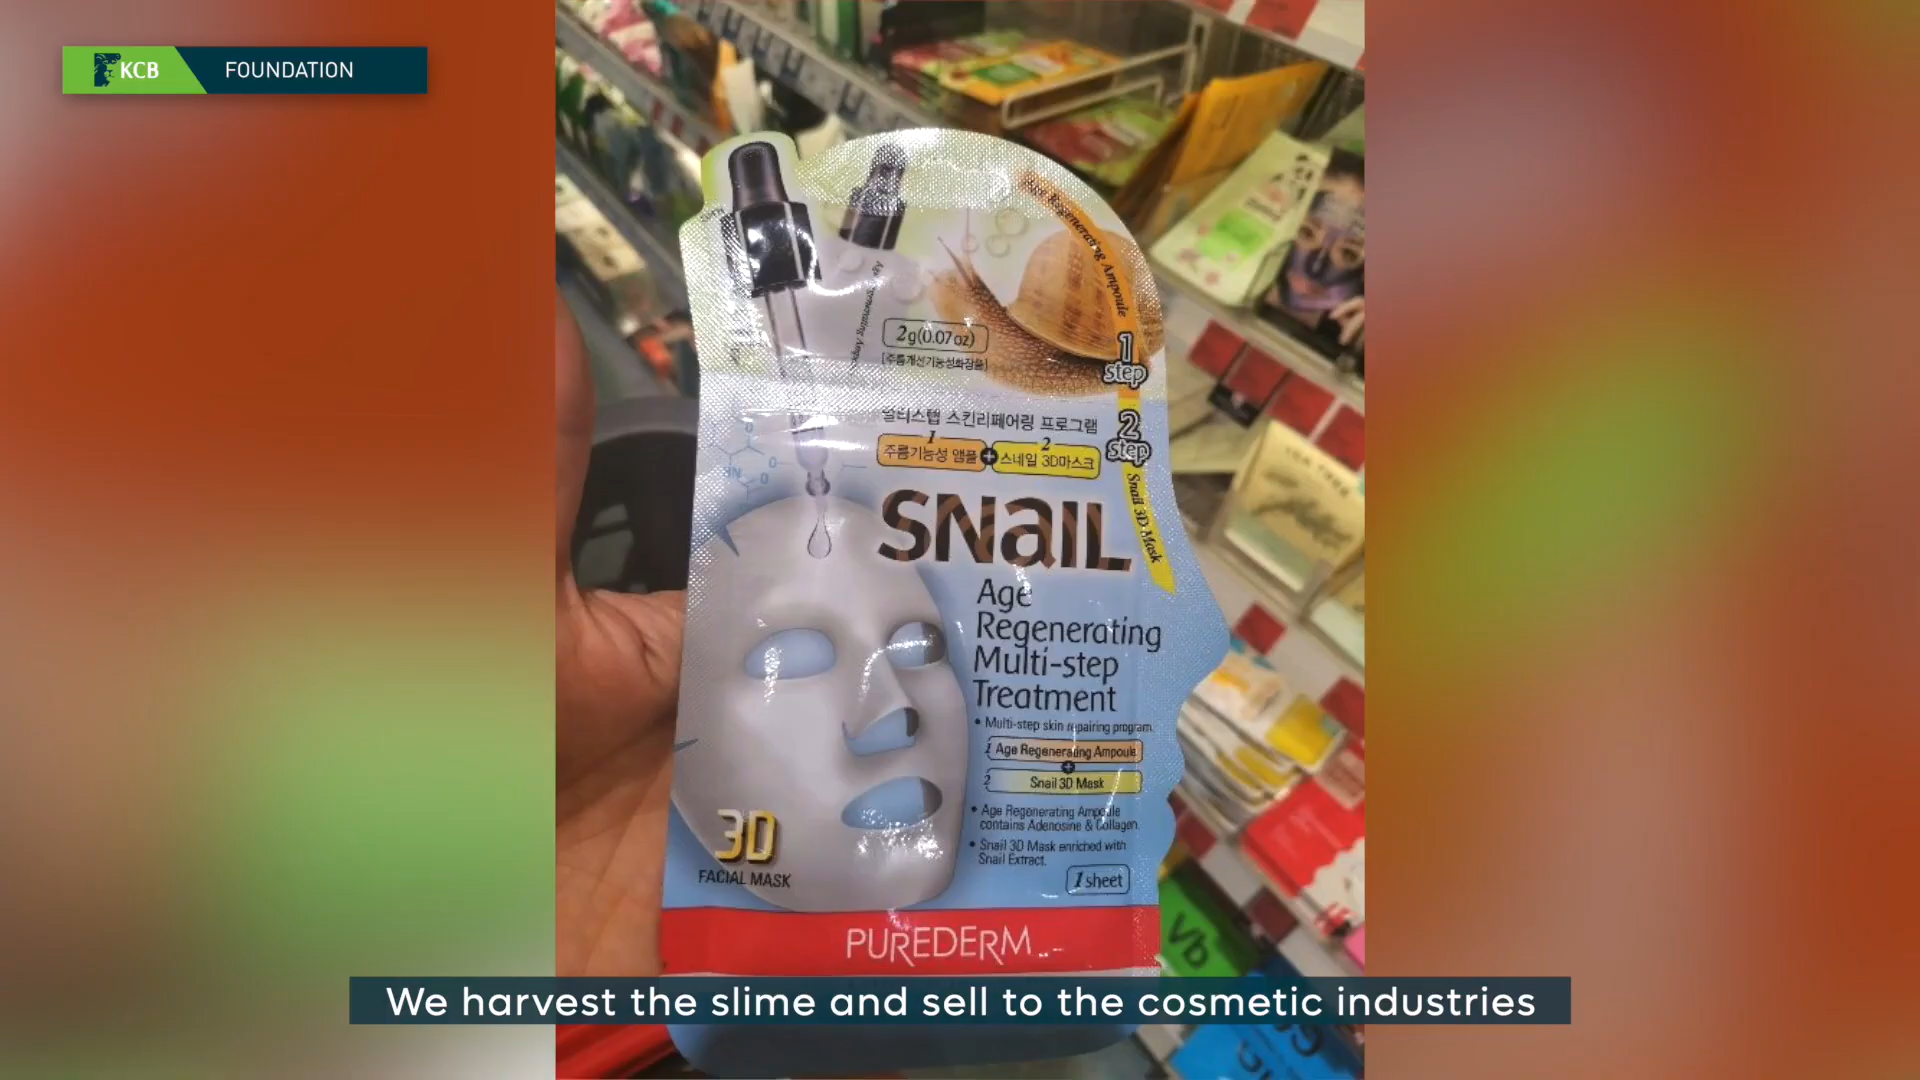 KCB FOUNDATION
Age Regenerating Ampoule
2g(0.07oz)
[주름개선기능성화장품]
1
step
멀티스텝 스킨리페어링 프로그램
1 2
주름기능성 앰플 + 스네일 3D마스크
2
step
Snail 3D Mask
SNaIL
Age
Regenerating
Multi-step
Treatment
• Multi-step skin repairing program.
1 Age Regenerating Ampoule
+
2 Snail 3D Mask
• Age Regenerating Ampoule
contains Adenosine & Collagen.
• Snail 3D Mask enriched with
Snail Extract.
1 sheet
3D
FACIAL MASK
PUREDERM
We harvest the slime and sell to the cosmetic industries